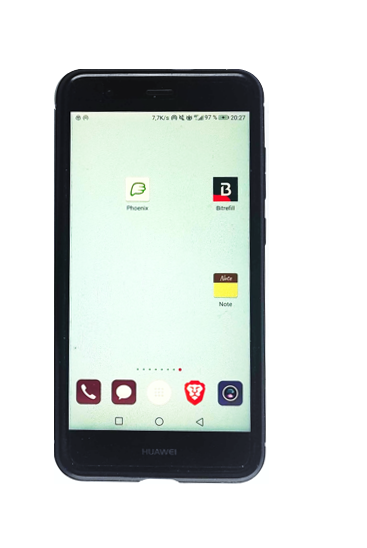 7,7K/s 97 % 20:27
Phoenix
B
Bitrefill
Note
Note
HUAWEI